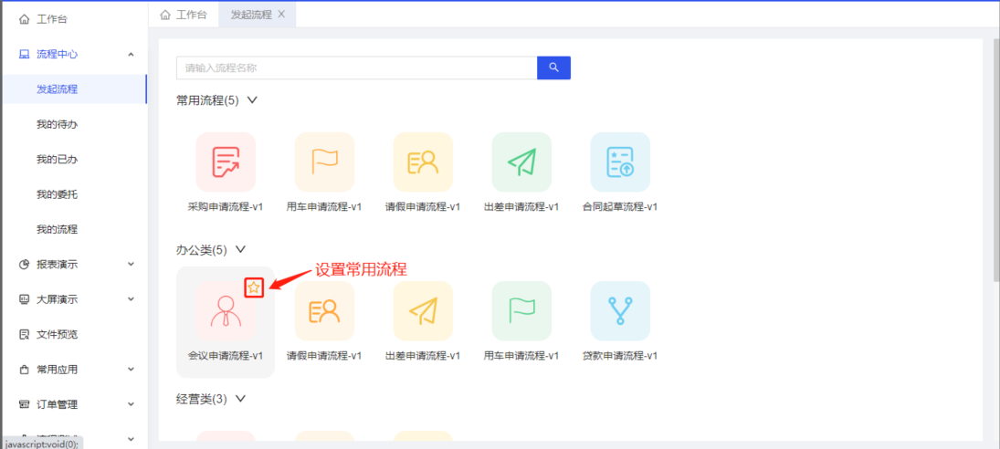 工作台
流程中心
发起流程
我的待办
我的已办
我的委托
我的流程
报表演示
大屏演示
文件预览
常用应用
订单管理
javascript:void(0);
工作台
发起流程 X
请输入流程名称
常用流程(5)
采购申请流程-v1
用车申请流程-v1
请假申请流程-v1
出差申请流程-v1
合同起草流程-v1
办公类(5)
设置常用流程
会议申请流程-v1
请假申请流程-v1
出差申请流程-v1
用车申请流程-v1
贷款申请流程-v1
经营类(3)